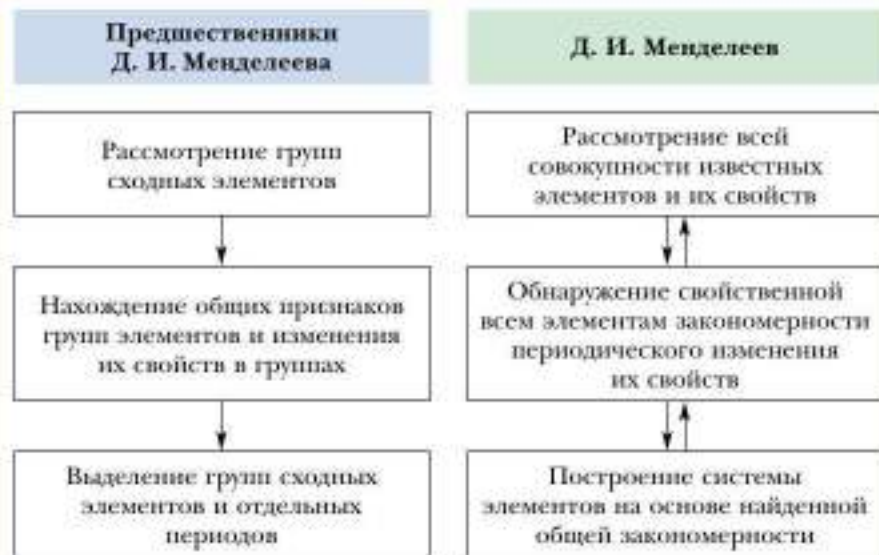 Предшественники
Д. И. Менделеева
Рассмотрение групп
сходных элементов
Нахождение общих признаков
групп элементов и изменения
их свойств в группах
Выделение групп сходных
элементов и отдельных
периодов
Д. И. Менделеев
Рассмотрение всей
совокупности известных
элементов и их свойств
Обнаружение свойственной
всем элементам закономерности
периодического изменения
их свойств
Построение системы
элементов на основе найденной
общей закономерности